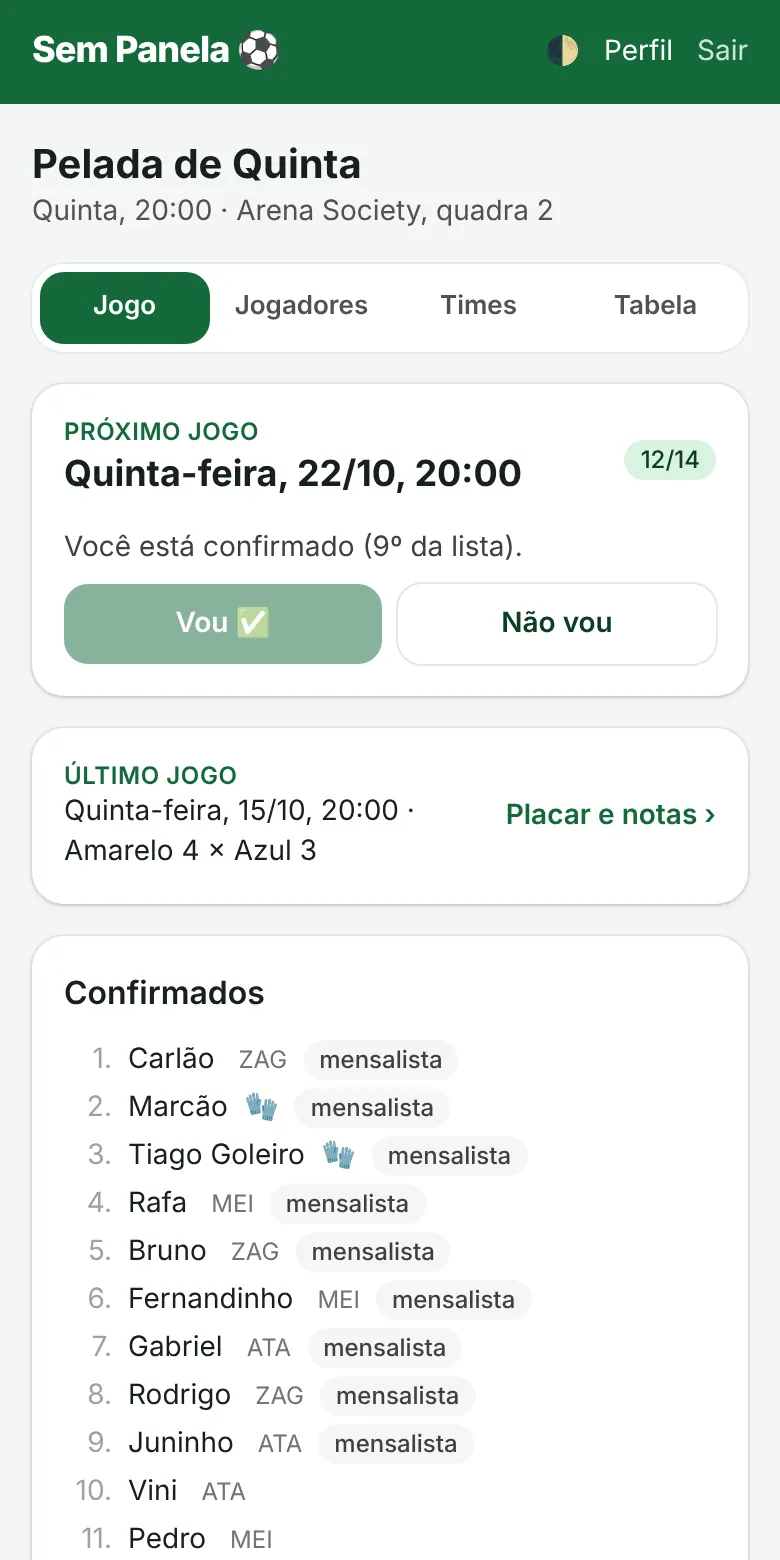 Sem Panela ⚽ 🌓 Perfil Sair
Pelada de Quinta
Quinta, 20:00 · Arena Society, quadra 2
Jogo Jogadores Times Tabela
PRÓXIMO JOGO
Quinta-feira, 22/10, 20:00 12/14
Você está confirmado (9º da lista).
Vou ✅ Não vou
ÚLTIMO JOGO
Quinta-feira, 15/10, 20:00 ·
Amarelo 4 × Azul 3
Placar e notas ›
Confirmados
1. Carlão ZAG mensalista
2. Marcão 🧤 mensalista
3. Tiago Goleiro 🧤 mensalista
4. Rafa MEI mensalista
5. Bruno ZAG mensalista
6. Fernandinho MEI mensalista
7. Gabriel ATA mensalista
8. Rodrigo ZAG mensalista
9. Juninho ATA mensalista
10. Vini ATA
11. Pedro MEI